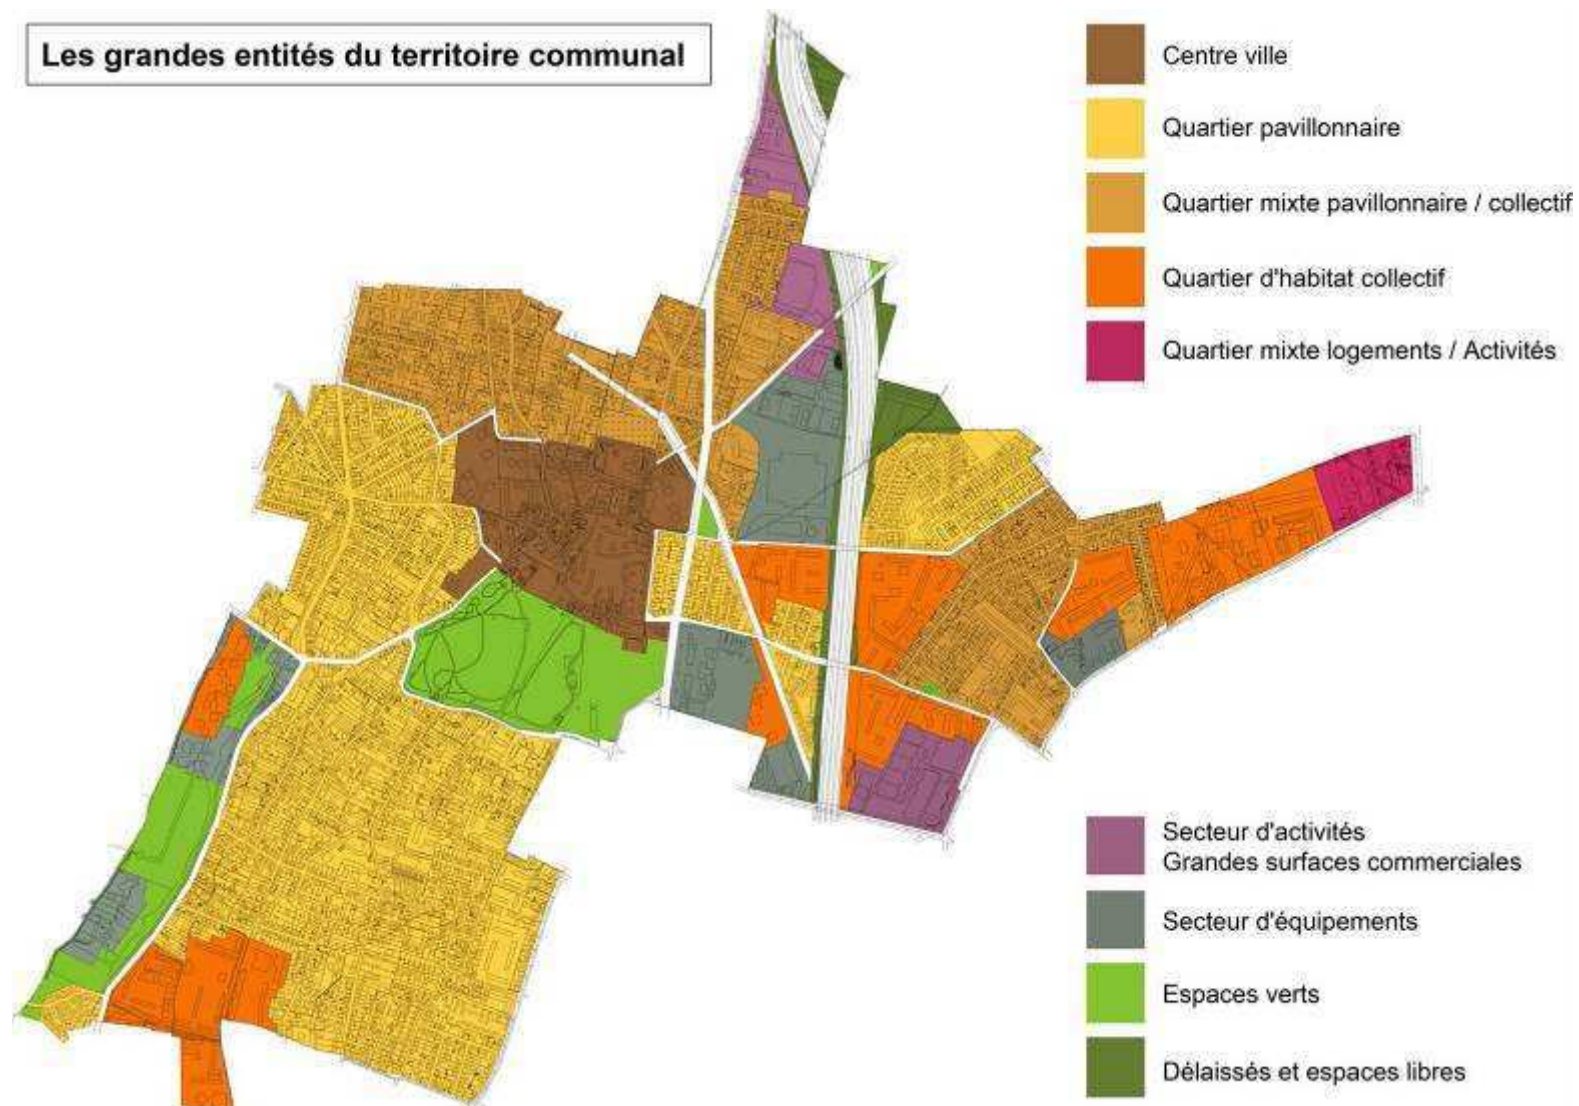 Les grandes entités du territoire communal
Centre ville
Quartier pavillonnaire
Quartier mixte pavillonnaire / collectif
Quartier d'habitat collectif
Quartier mixte logements / Activités
Secteur d'activités
Grandes surfaces commerciales
Secteur d'équipements
Espaces verts
Délaissés et espaces libres